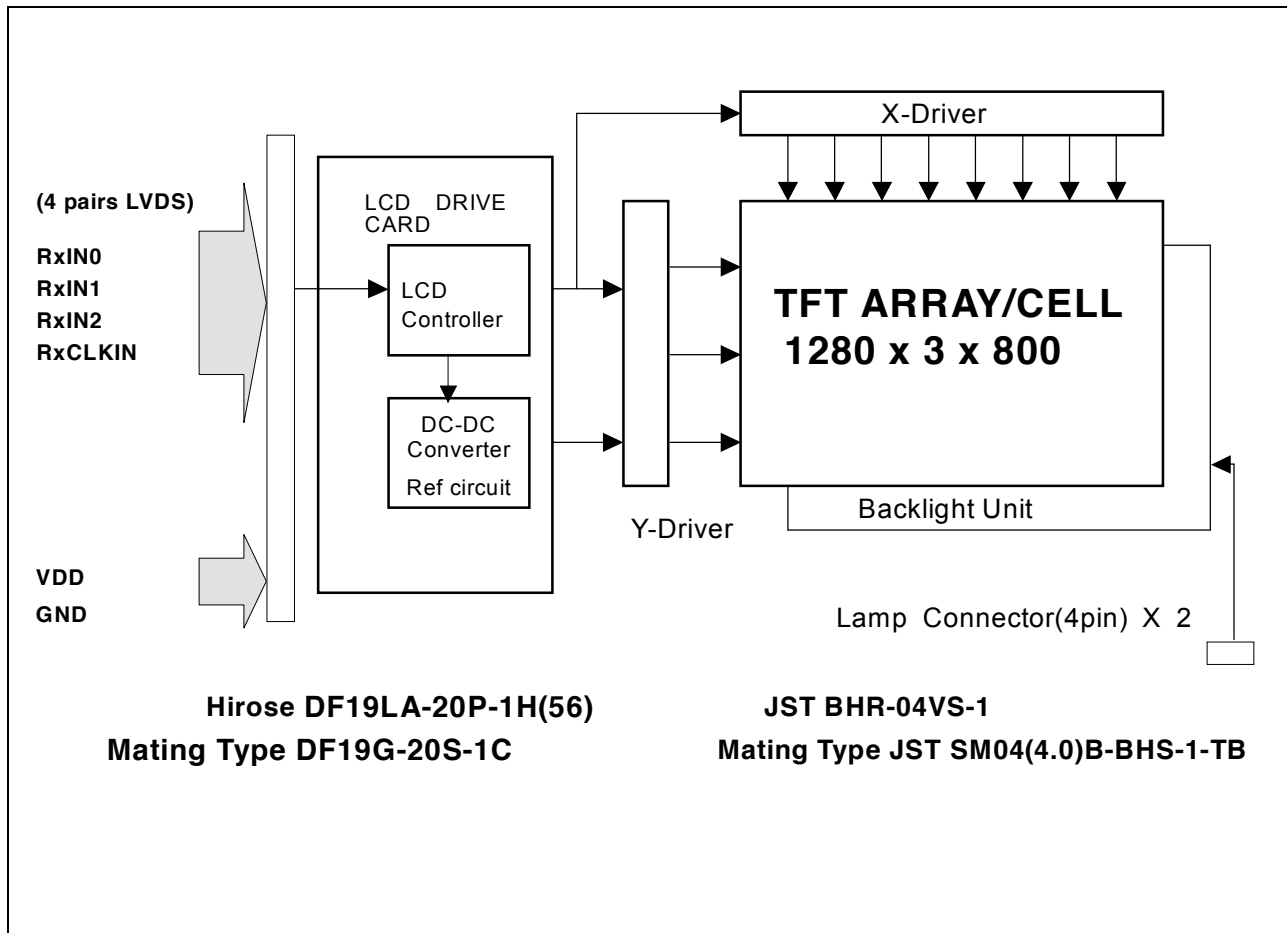 X-Driver
(4 pairs LVDS)
RxIN0
RxIN1
RxIN2
RxCLKIN
VDD
GND
LCD DRIVE
CARD
LCD
Controller
DC-DC
Converter
Ref circuit
Y-Driver
TFT ARRAY/CELL
1280 x 3 x 800
Backlight Unit
Lamp Connector(4pin) X 2
Hirose DF19LA-20P-1H(56)
Mating Type DF19G-20S-1C
JST BHR-04VS-1
Mating Type JST SM04(4.0)B-BHS-1-TB